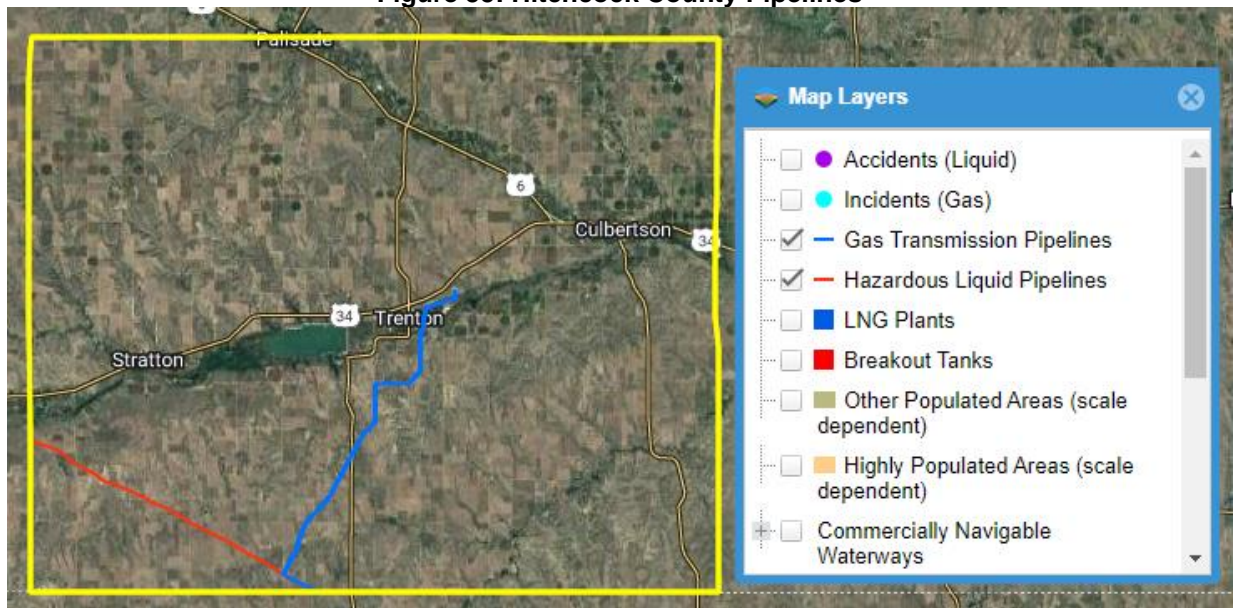 Figure 35: Hitchcock County Pipelines
Palisade
6
Culbertson
34
34
Trenton
Stratton
Map Layers
Accidents (Liquid)
Incidents (Gas)
Gas Transmission Pipelines
Hazardous Liquid Pipelines
LNG Plants
Breakout Tanks
Other Populated Areas (scale
dependent)
Highly Populated Areas (scale
dependent)
Commercially Navigable
Waterways